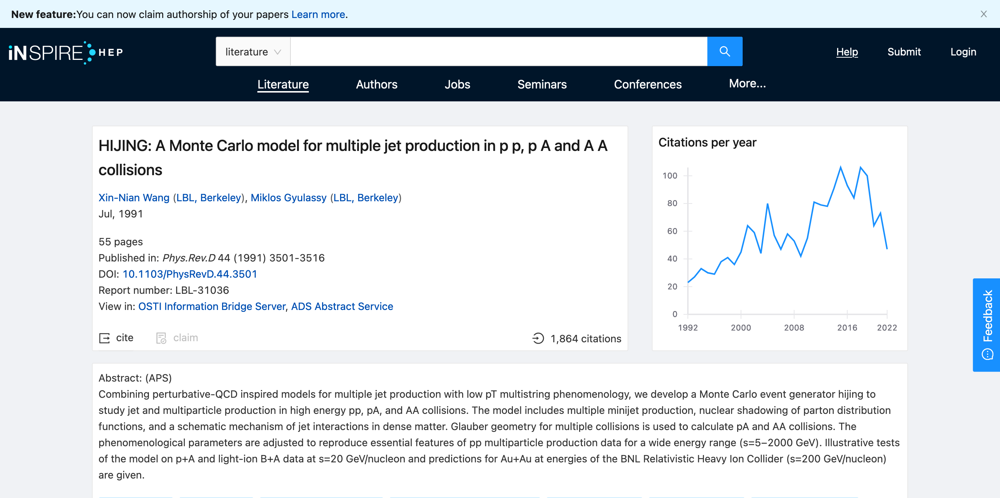 New feature:You can now claim authorship of your papers Learn more.
iNSPIRE HEP
literature
Help
Submit
Login
Literature
Authors
Jobs
Seminars
Conferences
More...
HIJING: A Monte Carlo model for multiple jet production in p p, p A and A A
collisions
Xin-Nian Wang (LBL, Berkeley), Miklos Gyulassy (LBL, Berkeley)
Jul, 1991
55 pages
Published in: Phys.Rev.D 44 (1991) 3501-3516
DOI: 10.1103/PhysRevD.44.3501
Report number: LBL-31036
View in: OSTI Information Bridge Server, ADS Abstract Service
cite
claim
1,864 citations
Citations per year
100
80
60
40
20
0
1992
2000
2008
2016
2022
Feedback
Abstract: (APS)
Combining perturbative-QCD inspired models for multiple jet production with low pT multistring phenomenology, we develop a Monte Carlo event generator hijing to
study jet and multiparticle production in high energy pp, pA, and AA collisions. The model includes multiple minijet production, nuclear shadowing of parton distribution
functions, and a schematic mechanism of jet interactions in dense matter. Glauber geometry for multiple collisions is used to calculate pA and AA collisions. The
phenomenological parameters are adjusted to reproduce essential features of pp multiparticle production data for a wide energy range (s=5–2000 GeV). Illustrative tests
of the model on p+A and light-ion B+A data at s=20 GeV/nucleon and predictions for Au+Au at energies of the BNL Relativistic Heavy Ion Collider (s=200 GeV/nucleon)
are given.